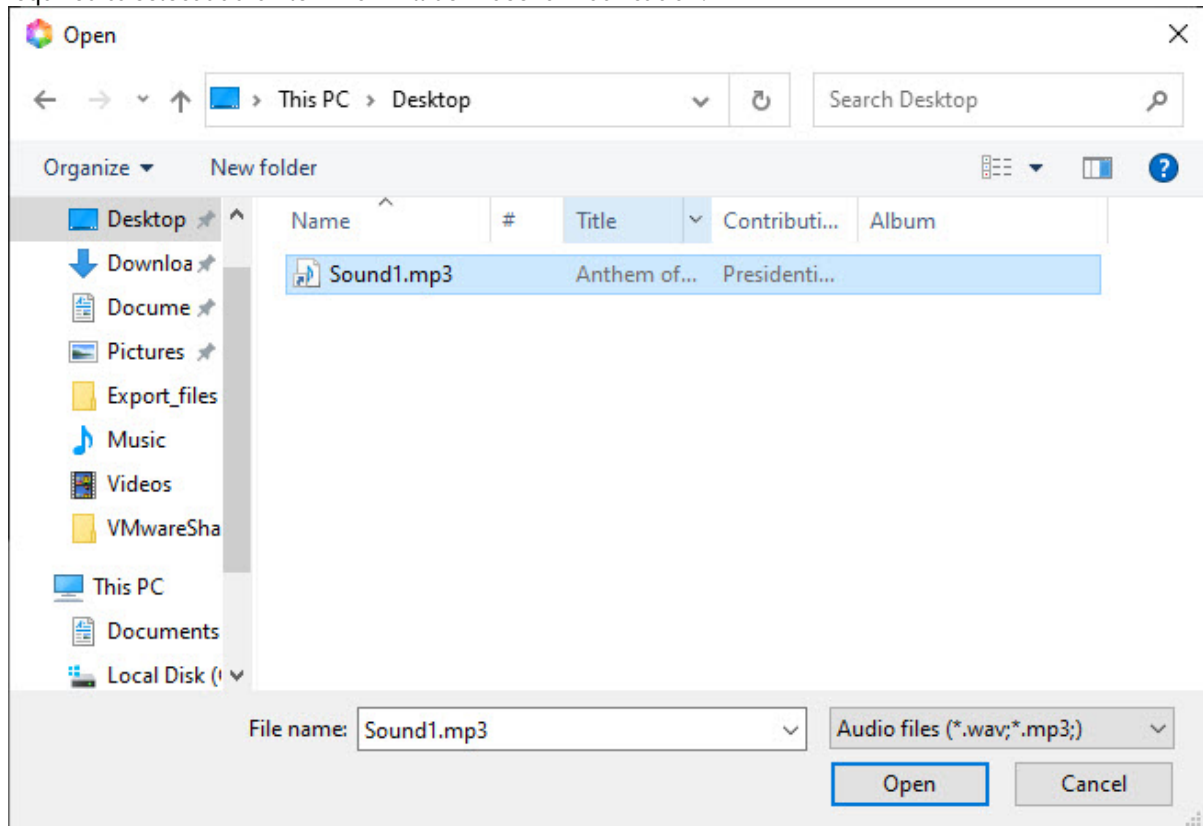 Open
This PC > Desktop
Search Desktop
Organize
New folder
Name # Title Contributi... Album
Sound1.mp3 Anthem of... Presidenti...
Desktop
Downloa
Docume
Pictures
Export_files
Music
Videos
VMwareSha
This PC
Documents
Local Disk (
File name: Sound1.mp3
Audio files (*.wav;*.mp3;)
Open Cancel